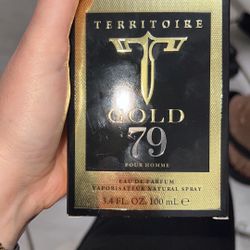 TERRITOIRE
GOLD
79
POUR HOMME
EAU DE PARFUM
VAPORISATEUR NATURAL SPRAY
3.4 FL. OZ. 100 mL e